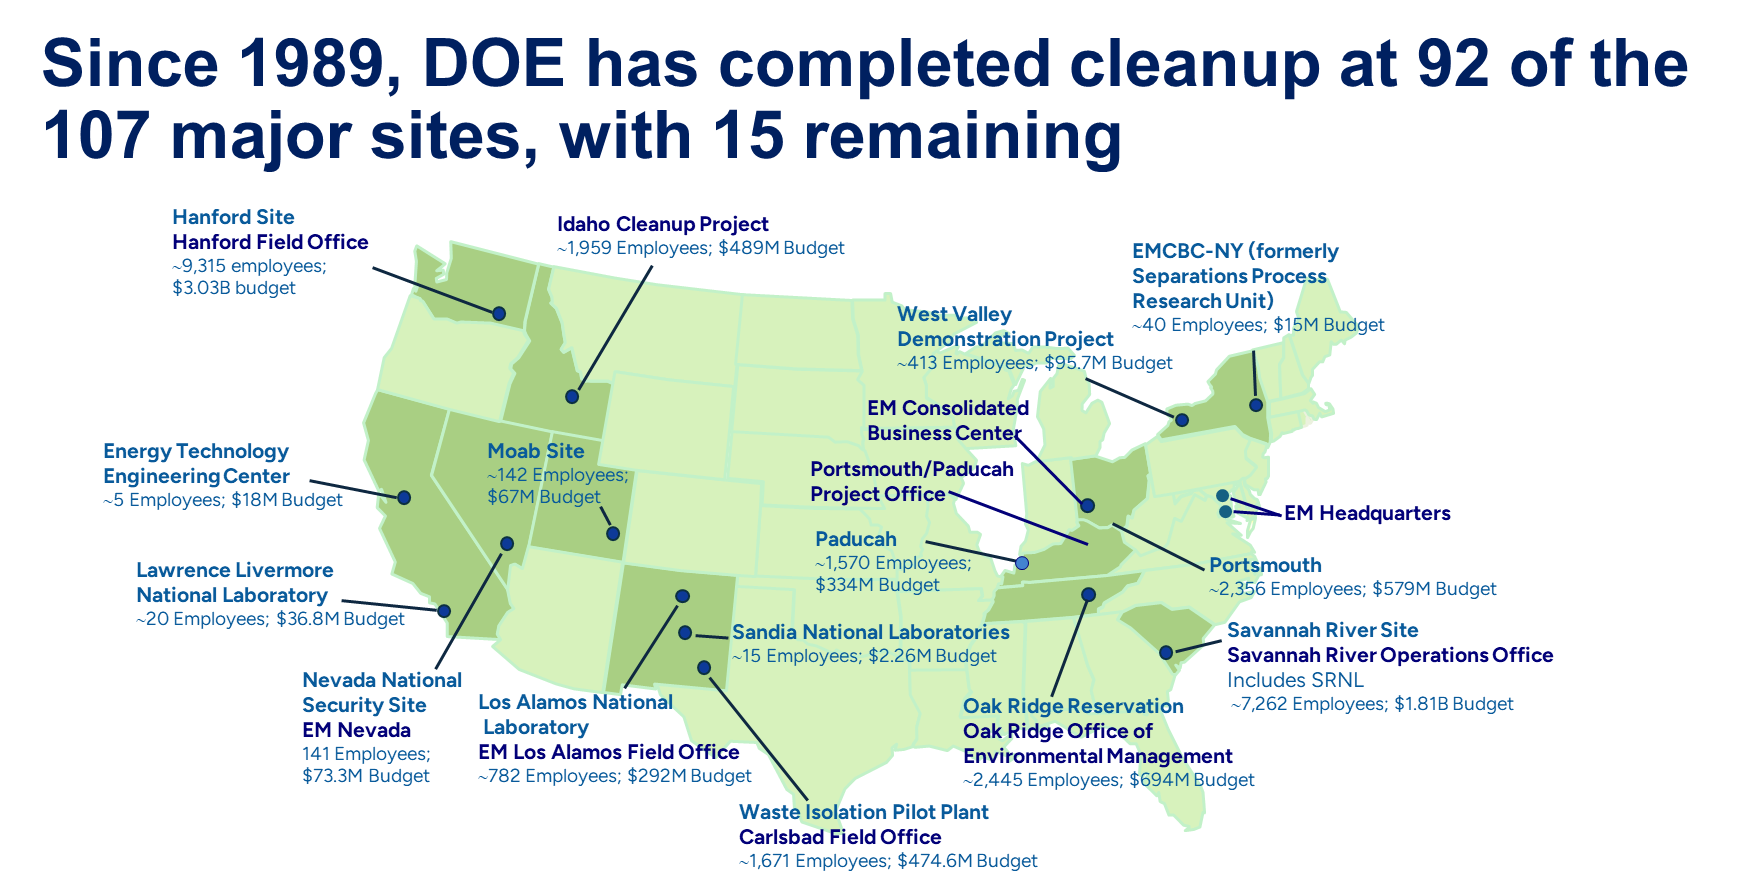 Since 1989, DOE has completed cleanup at 92 of the
107 major sites, with 15 remaining
Hanford Site
Hanford Field Office
~9,315 employees;
$3.03B budget
Idaho Cleanup Project
~1,959 Employees; $489M Budget
EMCBC-NY (formerly
Separations Process
Research Unit)
~40 Employees; $15M Budget
West Valley
Demonstration Project
~413 Employees; $95.7M Budget
EM Consolidated
Business Center
Energy Technology
Engineering Center
~5 Employees; $18M Budget
Moab Site
~142 Employees;
$67M Budget
Portsmouth/Paducah
Project Office
EM Headquarters
Paducah
~1,570 Employees;
$334M Budget
Portsmouth
~2,356 Employees; $579M Budget
Lawrence Livermore
National Laboratory
~20 Employees; $36.8M Budget
Sandia National Laboratories
~15 Employees; $2.26M Budget
Savannah River Site
Savannah River Operations Office
Includes SRNL
~7,262 Employees; $1.81B Budget
Nevada National
Security Site
EM Nevada
141 Employees;
$73.3M Budget
Los Alamos National
Laboratory
EM Los Alamos Field Office
~782 Employees; $292M Budget
Oak Ridge Reservation
Oak Ridge Office of
Environmental Management
~2,445 Employees; $694M Budget
Waste Isolation Pilot Plant
Carlsbad Field Office
~1,671 Employees; $474.6M Budget